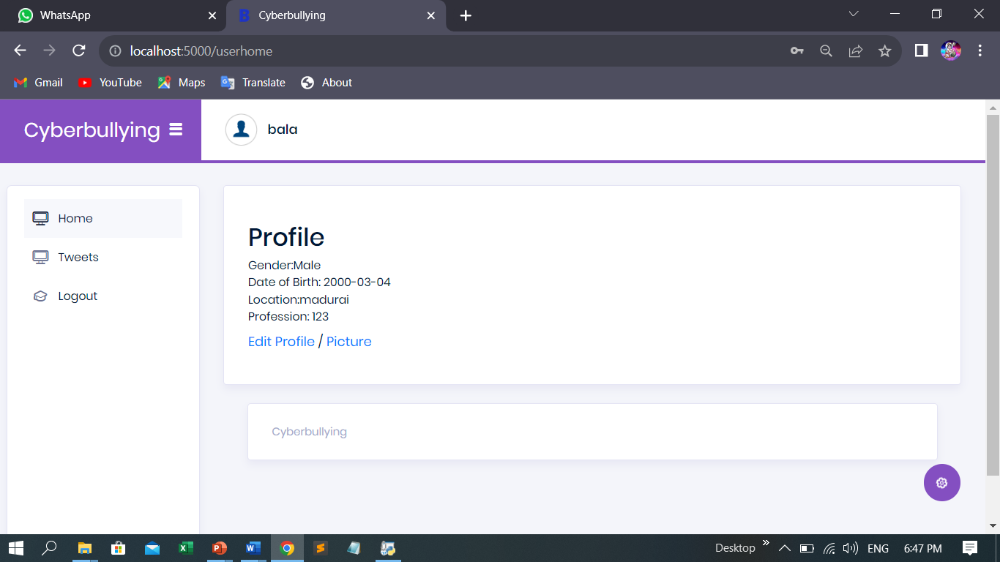 WhatsApp
Cyberbullying
localhost:5000/userhome
Gmail
YouTube
Maps
Translate
About
Cyberbullying
bala
Home
Tweets
Logout
Profile
Gender:Male
Date of Birth: 2000-03-04
Location:madurai
Profession: 123
Edit Profile / Picture
Cyberbullying
Desktop
ENG
6:47 PM